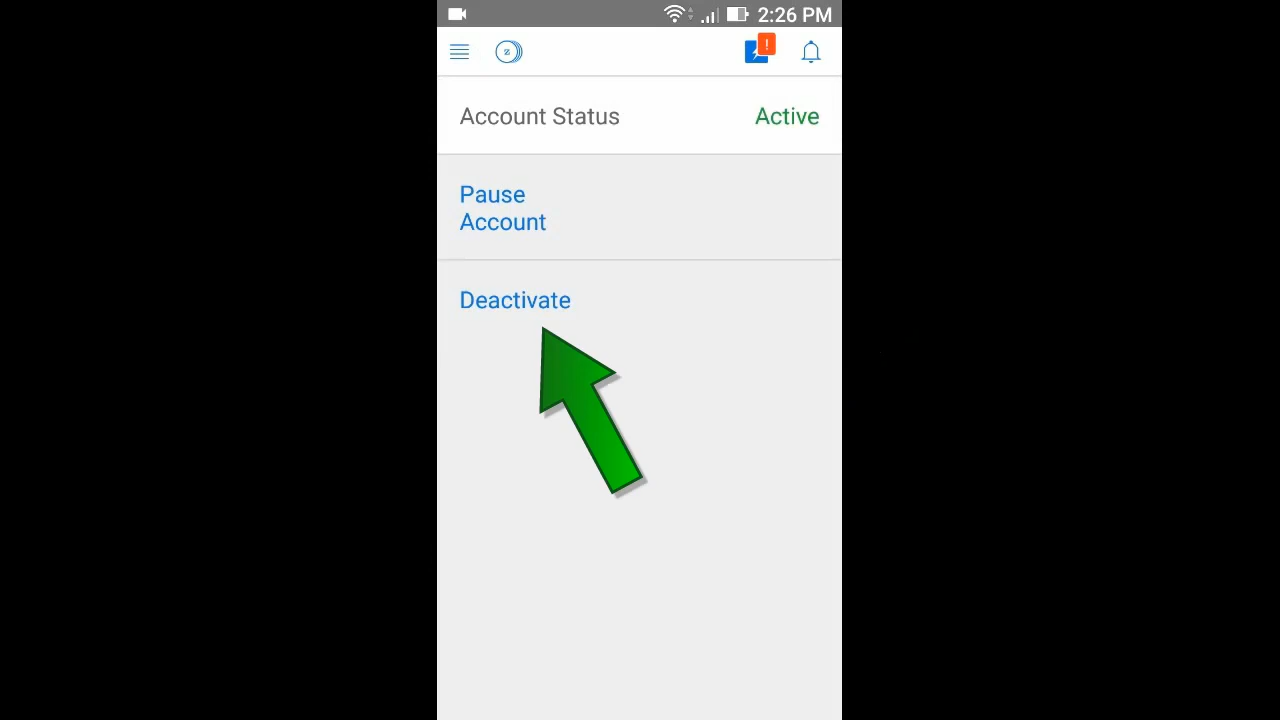 2:26 PM
z
!
Account Status
Active
Pause
Account
Deactivate